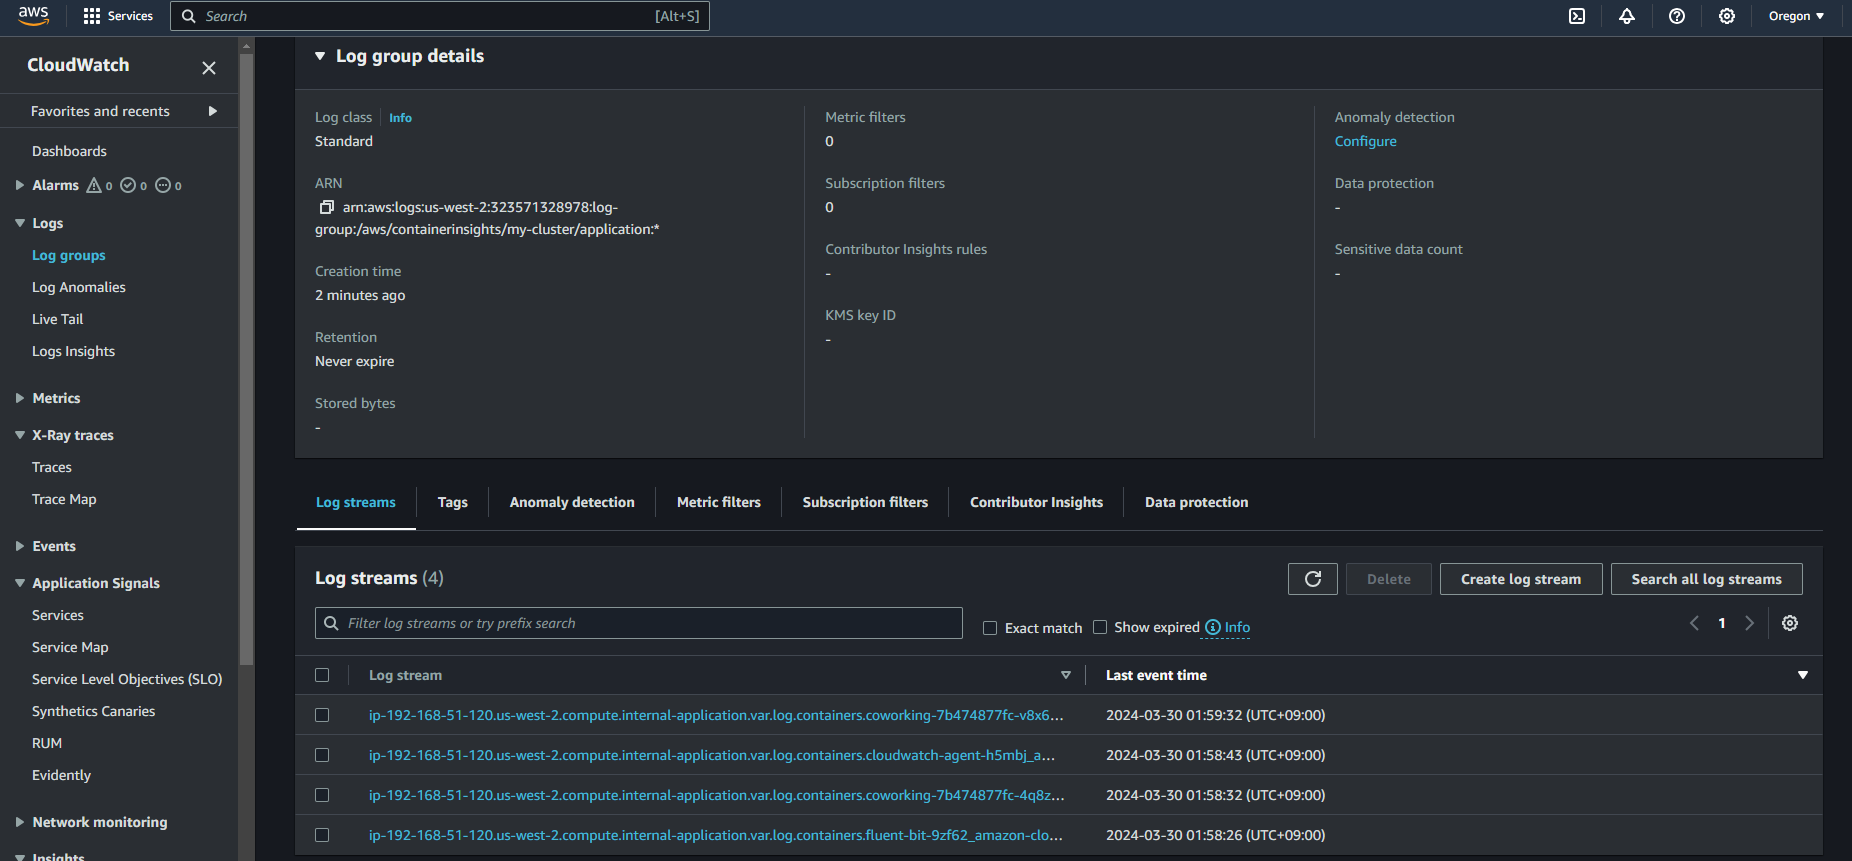 aws
Services
Search
[Alt+S]
Oregon
CloudWatch
Favorites and recents
Dashboards
Alarms 0 0 0
Logs
Log groups
Log Anomalies
Live Tail
Logs Insights
Metrics
X-Ray traces
Traces
Trace Map
Events
Application Signals
Services
Service Map
Service Level Objectives (SLO)
Synthetics Canaries
RUM
Evidently
Network monitoring
Insights
Log group details
Log class Info
Standard
ARN
arn:aws:logs:us-west-2:323571328978:log-
group:/aws/containerinsights/my-cluster/application:*
Creation time
2 minutes ago
Retention
Never expire
Stored bytes
-
Metric filters
0
Subscription filters
0
Contributor Insights rules
-
KMS key ID
-
Anomaly detection
Configure
Data protection
-
Sensitive data count
-
Log streams
Tags
Anomaly detection
Metric filters
Subscription filters
Contributor Insights
Data protection
Log streams (4)
Delete
Create log stream
Search all log streams
Filter log streams or try prefix search
Exact match
Show expired
Info
1
Log stream
Last event time
ip-192-168-51-120.us-west-2.compute.internal-application.var.log.containers.coworking-7b474877fc-v8x6... 2024-03-30 01:59:32 (UTC+09:00)
ip-192-168-51-120.us-west-2.compute.internal-application.var.log.containers.cloudwatch-agent-h5mbj_a... 2024-03-30 01:58:43 (UTC+09:00)
ip-192-168-51-120.us-west-2.compute.internal-application.var.log.containers.coworking-7b474877fc-4q8z... 2024-03-30 01:58:32 (UTC+09:00)
ip-192-168-51-120.us-west-2.compute.internal-application.var.log.containers.fluent-bit-9zf62_amazon-clo... 2024-03-30 01:58:26 (UTC+09:00)